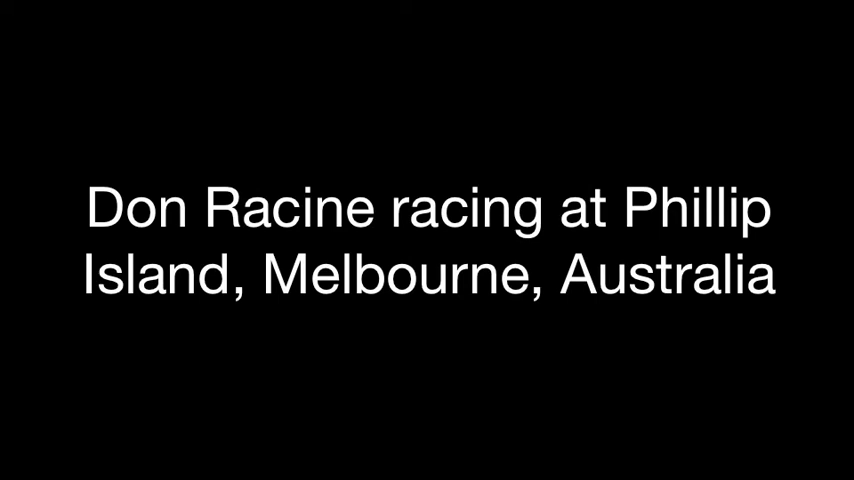 Don Racine racing at Phillip
Island, Melbourne, Australia